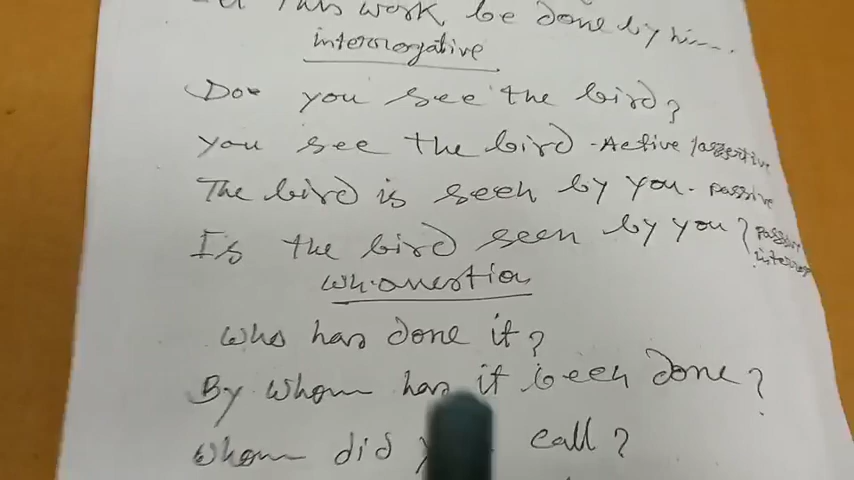 Let This work be done by him....
interrogative
Do you see the bird?
You see the bird - Active/assertive
The bird is seen by you - passive
Is the bird seen by you? passive interrog
Wh. question
Who has done it?
By whom has it been done?
Whom did call?